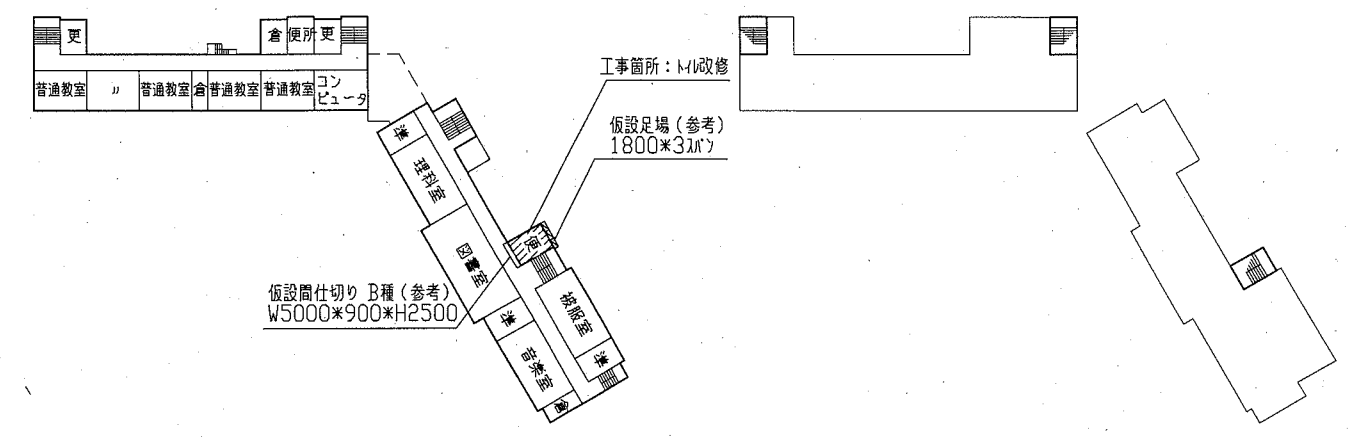 更
倉 便所 更
普通教室 〃 普通教室 倉 普通教室 普通教室 コン
ピュータ
工事箇所：トイレ改修
仮設足場（参考）
1800*3スパン
準
理科室
図書室
便
仮設間仕切り B種（参考）
W5000*900*H2500
準
被服室
音楽室
準
倉